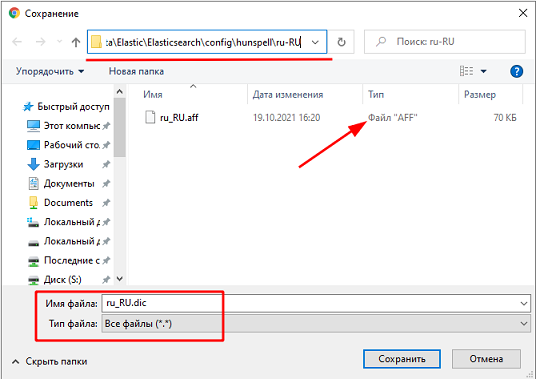 Сохранение
:a\Elastic\Elasticsearch\config\hunspell\ru-RU
Поиск: ru-RU
Упорядочить
Новая папка
Имя
Дата изменения
Тип
Размер
Быстрый доступ
Этот компьк
Рабочий сто.
Загрузки
Документы
Documents
Локальный д
Локальный д
Последние с
Диск (S:)
ru_RU.aff
19.10.2021 16:20
Файл "AFF"
70 КБ
Имя файла: ru_RU.dic
Тип файла: Все файлы (*.*)
Скрыть папки
Сохранить
Отмена